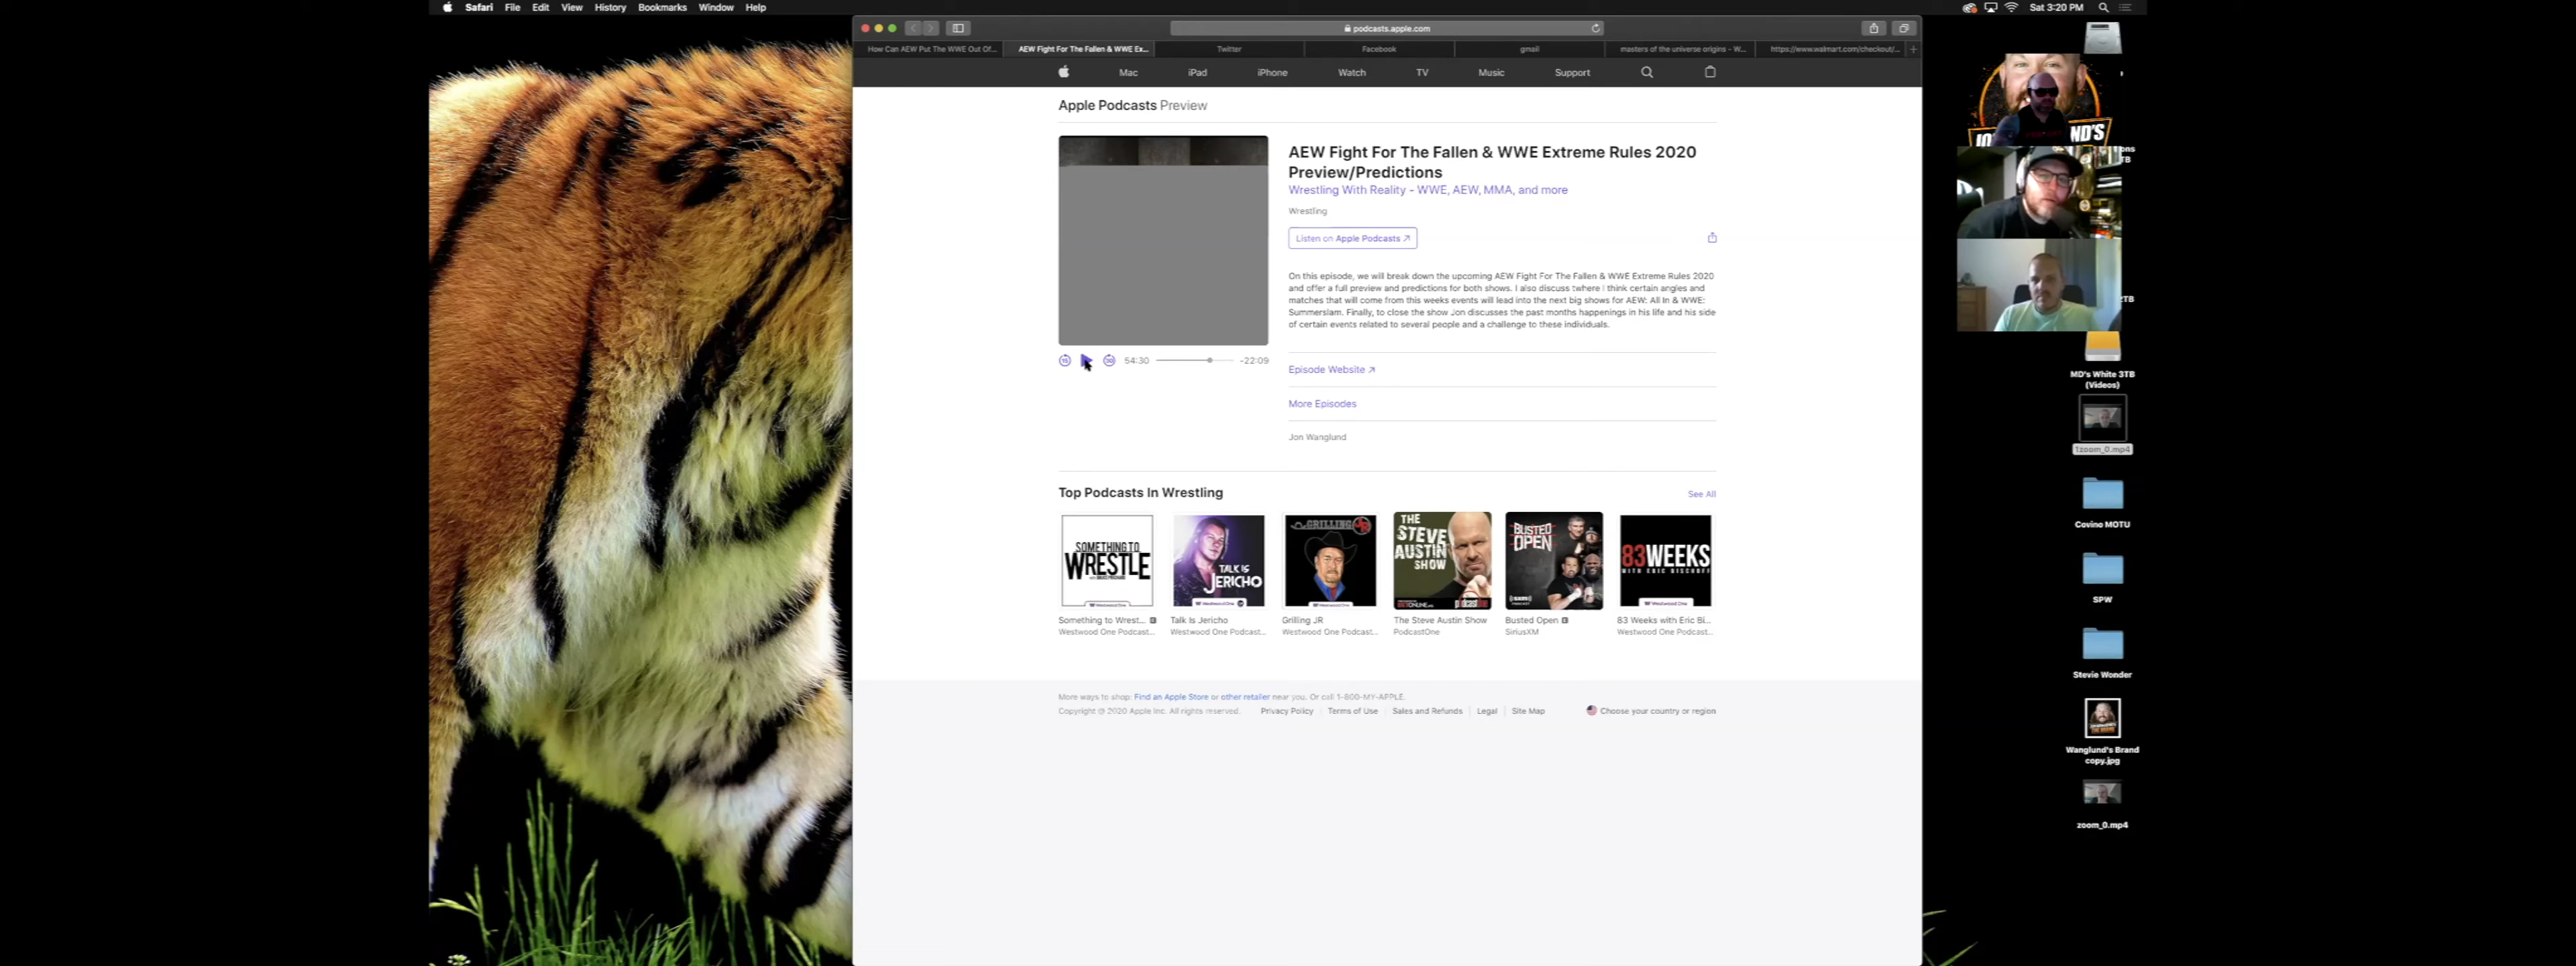 Safari File Edit View History Bookmarks Window Help
Sat 3:20 PM
podcasts.apple.com
How Can AEW Put The WWE Out Of...
AEW Fight For The Fallen & WWE Ex...
Twitter
Facebook
gmail
masters of the universe origins - W...
https://www.walmart.com/checkout/...
Mac iPad iPhone Watch TV Music Support
Apple Podcasts Preview
AEW Fight For The Fallen & WWE Extreme Rules 2020
Preview/Predictions
Wrestling With Reality - WWE, AEW, MMA, and more
Wrestling
Listen on Apple Podcasts ↗
On this episode, we will break down the upcoming AEW Fight For The Fallen & WWE Extreme Rules 2020
and offer a full preview and predictions for both shows. I also discuss twhere I think certain angles and
matches that will come from this weeks events will lead into the next big shows for AEW: All In & WWE:
Summerslam. Finally, to close the show Jon discusses the past months happenings in his life and his side
of certain events related to several people and a challenge to these individuals.
15 30 54:30 -22:09
Episode Website ↗
More Episodes
Jon Wanglund
Top Podcasts In Wrestling
See All
SOMETHING TO
WRESTLE
TALK IS
JERICHO
GRILLING JR
THE
STEVE
AUSTIN
SHOW
BUSTED
OPEN
83 WEEKS
WITH ERIC BISCHOFF
Something to Wrest...
Westwood One Podcast...
Talk Is Jericho
Westwood One Podcast...
Grilling JR
Westwood One Podcast...
The Steve Austin Show
PodcastOne
Busted Open
SiriusXM
83 Weeks with Eric Bi...
Westwood One Podcast...
More ways to shop: Find an Apple Store or other retailer near you. Or call 1-800-MY-APPLE.
Copyright © 2020 Apple Inc. All rights reserved. Privacy Policy Terms of Use Sales and Refunds Legal Site Map
Choose your country or region
ND'S
ons
TB
2TB
MD's White 3TB
(Videos)
1zoom_0.mp4
Covino MOTU
SPW
Stevie Wonder
Wanglund's Brand
copy.jpg
zoom_0.mp4